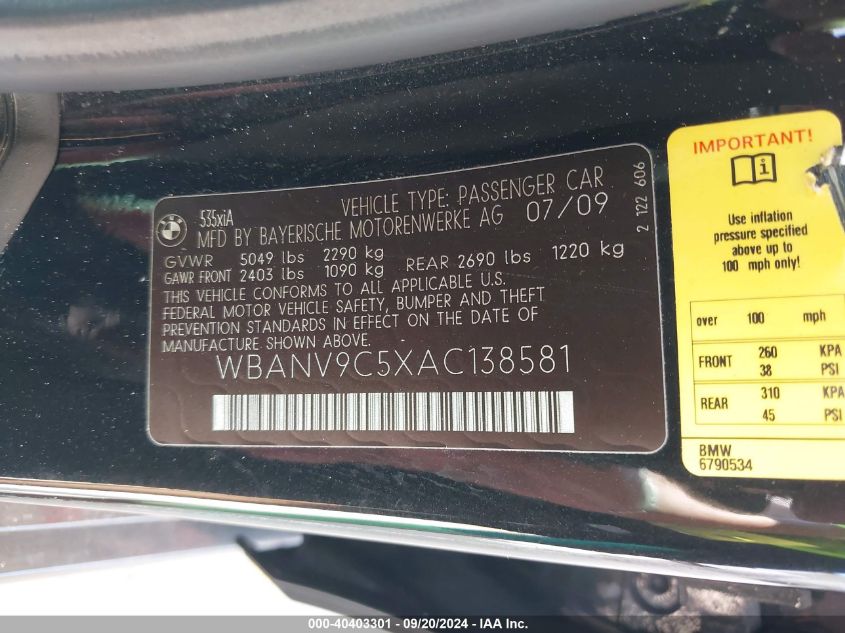 BMW
535xiA
VEHICLE TYPE: PASSENGER CAR
MFD BY BAYERISCHE MOTORENWERKE AG 07/09
GVWR 5049 lbs 2290 kg
GAWR FRONT 2403 lbs 1090 kg REAR 2690 lbs 1220 kg
THIS VEHICLE CONFORMS TO ALL APPLICABLE U.S.
FEDERAL MOTOR VEHICLE SAFETY, BUMPER AND THEFT
PREVENTION STANDARDS IN EFFECT ON THE DATE OF
MANUFACTURE SHOWN ABOVE.
WBANV9C5XAC138581
2 122 606
IMPORTANT!
i
Use inflation
pressure specified
above up to
100 mph only!
over 100 mph
FRONT 260 KPA
38 PSI
REAR 310 KPA
45 PSI
BMW
6790534
000-40403301 - 09/20/2024 - IMPACT AUTO AUCTIONS